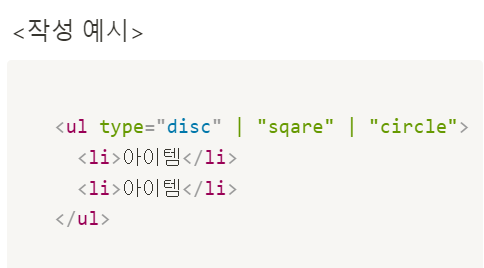 <작성 예시>
<ul type="disc" | "sqare" | "circle">
<li>아이템</li>
<li>아이템</li>
</ul>